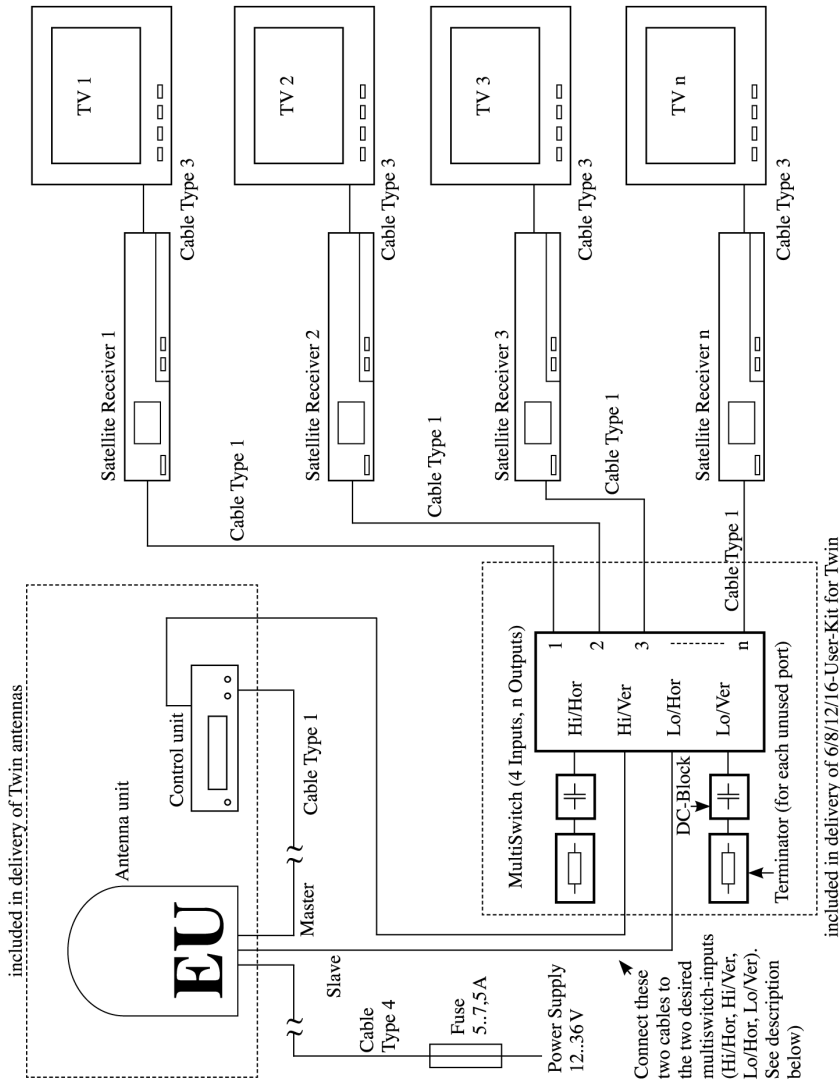 included in delivery of Twin antennas
Antenna unit
EU
Control unit
Master
Cable Type 1
Slave
Cable
Type 4
Fuse
5..7,5 A
Power Supply
12..36 V
Connect these
two cables to
the two desired
multiswitch-inputs
(Hi/Hor, Hi/Ver,
Lo/Hor, Lo/Ver).
See description
below)
MultiSwitch (4 Inputs, n Outputs)
Hi/Hor
Hi/Ver
Lo/Hor
Lo/Ver
1
2
3
n
DC-Block
Terminator (for each unused port)
included in delivery of 6/8/12/16-User-Kit for Twin
Cable Type 1
Cable Type 1
Cable Type 1
Cable Type 1
Satellite Receiver 1
Satellite Receiver 2
Satellite Receiver 3
Satellite Receiver n
Cable Type 3
Cable Type 3
Cable Type 3
Cable Type 3
TV 1
TV 2
TV 3
TV n